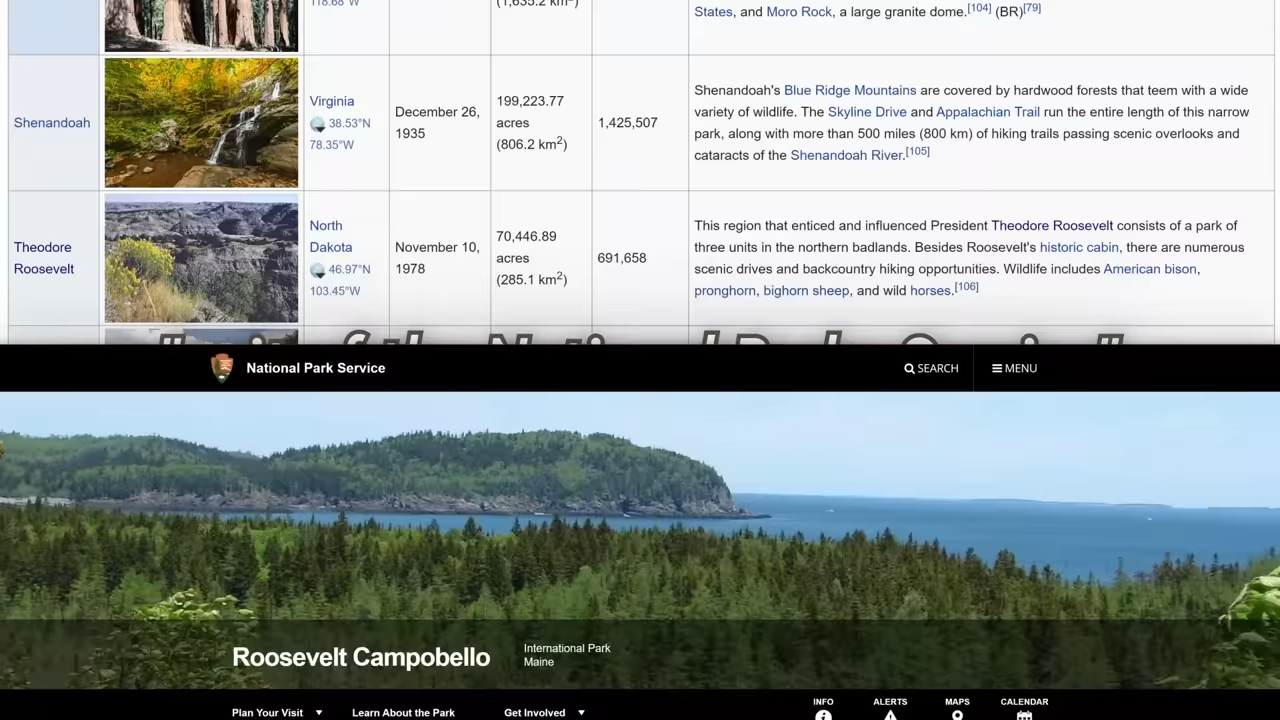 118.68°W
(1,635.2 km²)
States, and Moro Rock, a large granite dome.[104] (BR)[79]
Shenandoah
Virginia
38.53°N
78.35°W
December 26,
1935
199,223.77
acres
(806.2 km²)
1,425,507
Shenandoah's Blue Ridge Mountains are covered by hardwood forests that teem with a wide
variety of wildlife. The Skyline Drive and Appalachian Trail run the entire length of this narrow
park, along with more than 500 miles (800 km) of hiking trails passing scenic overlooks and
cataracts of the Shenandoah River.[105]
Theodore
Roosevelt
North
Dakota
46.97°N
103.45°W
November 10,
1978
70,446.89
acres
(285.1 km²)
691,658
This region that enticed and influenced President Theodore Roosevelt consists of a park of
three units in the northern badlands. Besides Roosevelt's historic cabin, there are numerous
scenic drives and backcountry hiking opportunities. Wildlife includes American bison,
pronghorn, bighorn sheep, and wild horses.[106]
National Park Service
SEARCH
MENU
Roosevelt Campobello
International Park
Maine
Plan Your Visit
Learn About the Park
Get Involved
INFO
ALERTS
MAPS
CALENDAR